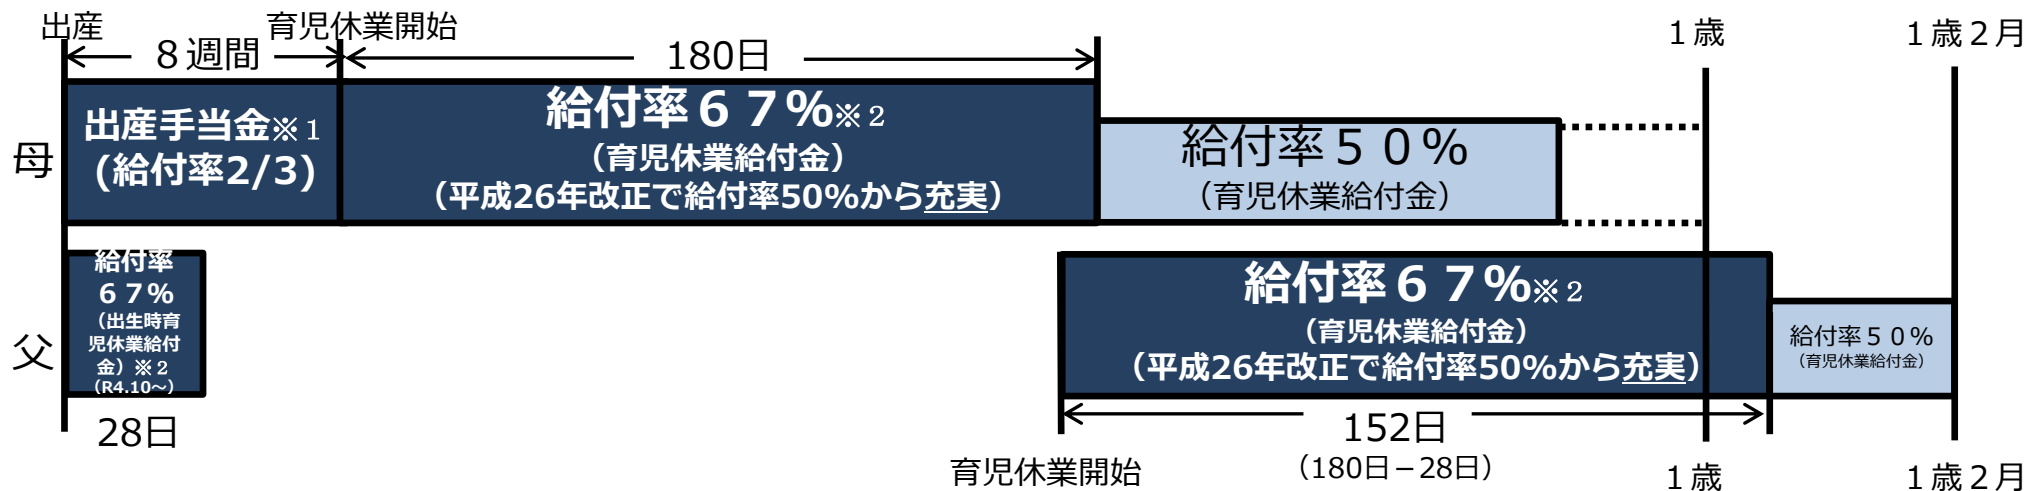 出産
育児休業開始
８週間
180日
１歳
１歳２月
母
出産手当金※１
(給付率2/3)
給付率６７%※２
（育児休業給付金）
（平成26年改正で給付率50%から充実）
給付率５０%
（育児休業給付金）
父
給付率
６７%
（出生時育
児休業給付
金）※２
（R4.10～）
28日
給付率６７%※２
（育児休業給付金）
（平成26年改正で給付率50%から充実）
給付率５０%
（育児休業給付金）
152日
（180日－28日）
育児休業開始
１歳
１歳２月